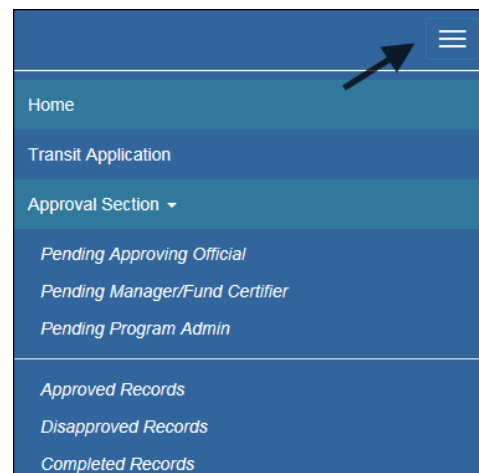 Home
Transit Application
Approval Section
Pending Approving Official
Pending Manager/Fund Certifier
Pending Program Admin
Approved Records
Disapproved Records
Completed Records